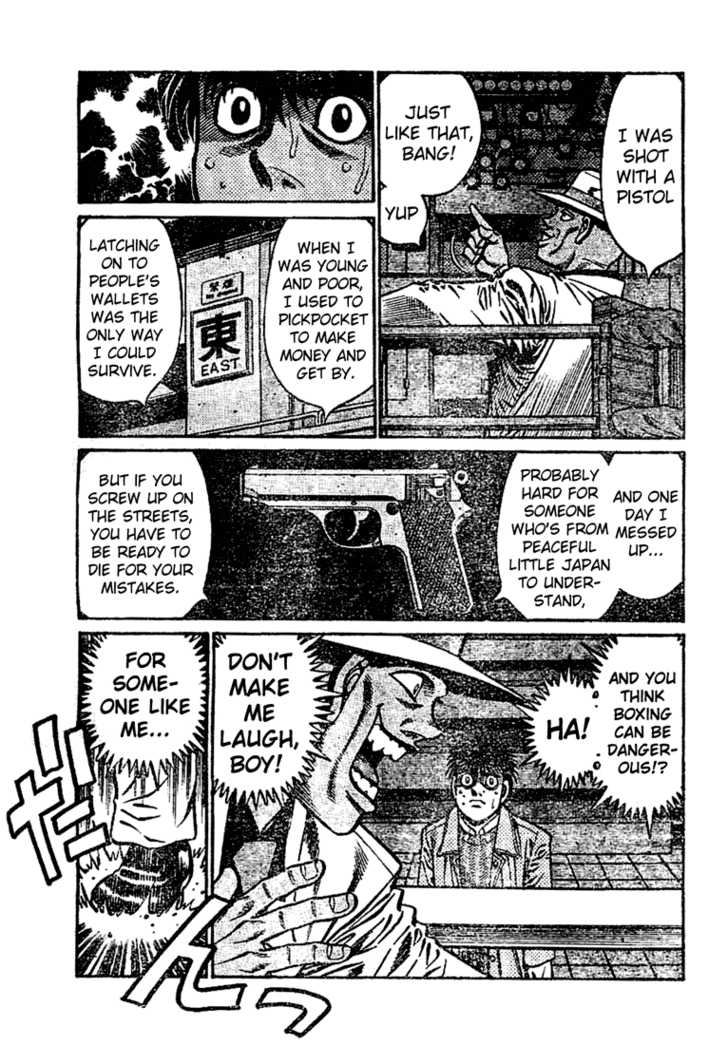 I WAS
SHOT
WITH A
PISTOL
JUST
LIKE THAT,
BANG!
YUP
WHEN I
WAS YOUNG
AND POOR,
I USED TO
PICKPOCKET
TO MAKE
MONEY AND
GET BY.
東
EAST
LATCHING
ON TO
PEOPLE'S
WALLETS
WAS THE
ONLY WAY
I COULD
SURVIVE.
AND ONE
DAY I
MESSED
UP...
PROBABLY
HARD FOR
SOMEONE
WHO'S FROM
PEACEFUL
LITTLE JAPAN
TO UNDER-
STAND,
BUT IF YOU
SCREW UP ON
THE STREETS,
YOU HAVE TO
BE READY TO
DIE FOR YOUR
MISTAKES.
AND YOU
THINK
BOXING
CAN BE
DANGER-
OUS!?
HA!
DON'T
MAKE
ME
LAUGH,
BOY!
FOR
SOME-
ONE LIKE
ME...
ダンッ